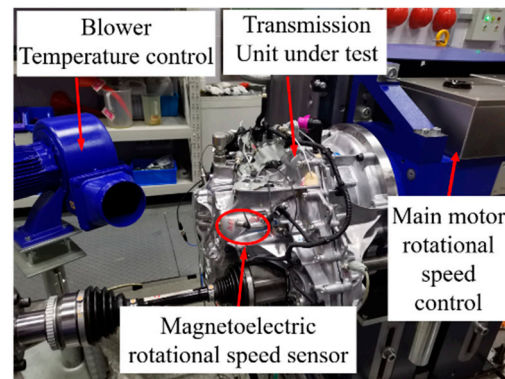 Blower
Temperature control
Transmission
Unit under test
Main motor
rotational
speed
control
Magnetoelectric
rotational speed sensor